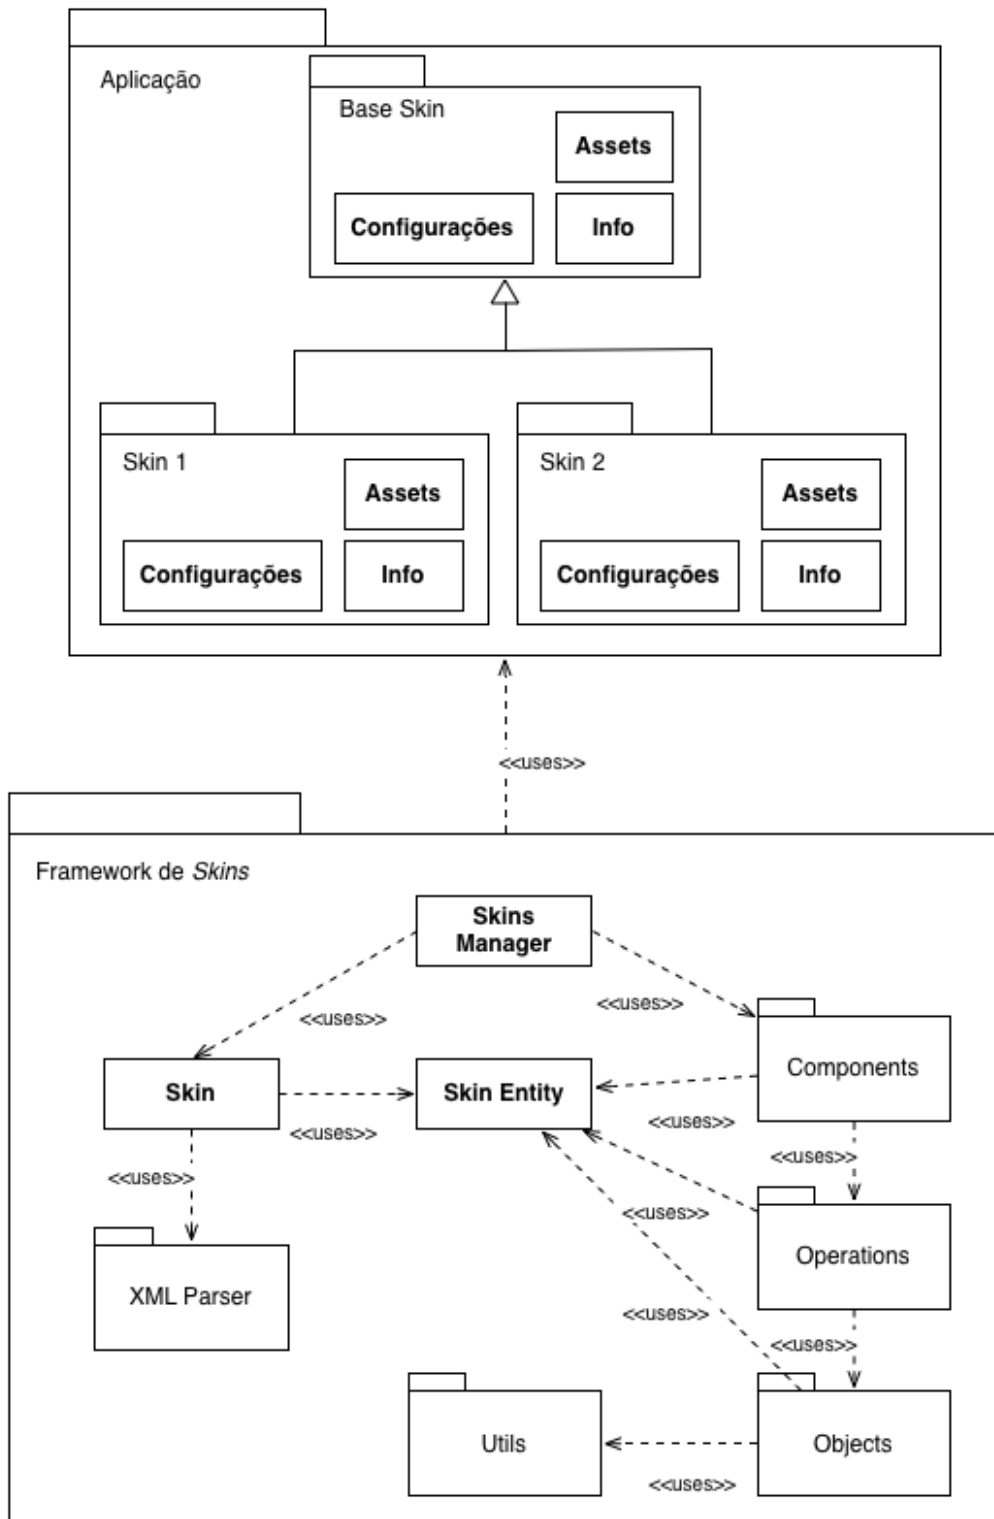 Aplicação
Base Skin
Assets
Configurações
Info
Skin 1
Assets
Configurações
Info
Skin 2
Assets
Configurações
Info
<<uses>>
Framework de Skins
Skins
Manager
<<uses>>
<<uses>>
Components
Skin
Skin Entity
<<uses>>
<<uses>>
<<uses>>
<<uses>>
<<uses>>
Operations
XML Parser
<<uses>>
<<uses>>
Utils
Objects
<<uses>>